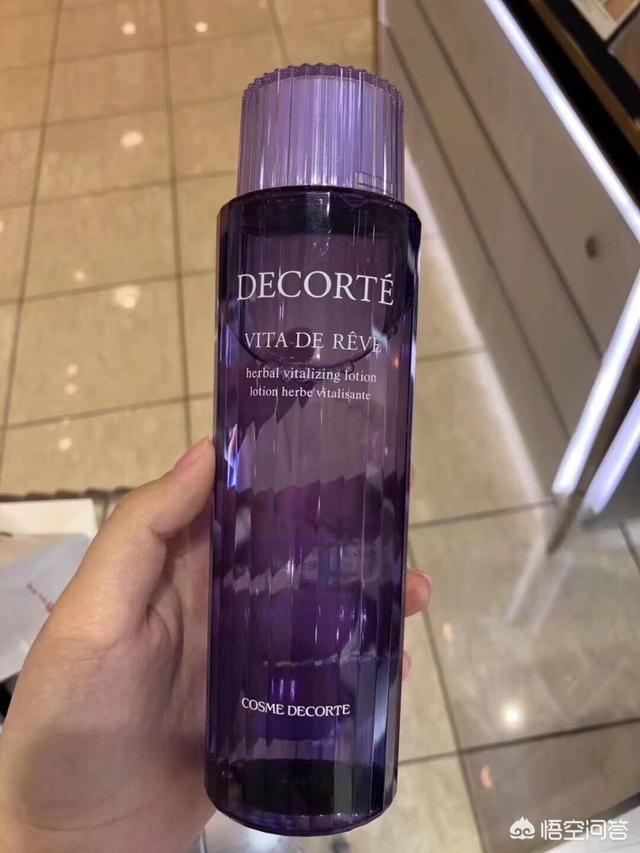 DECORTÉ
VITA DE RÊVE
herbal vitalizing lotion
lotion herbe vitalisante
COSME DECORTE
悟空问答